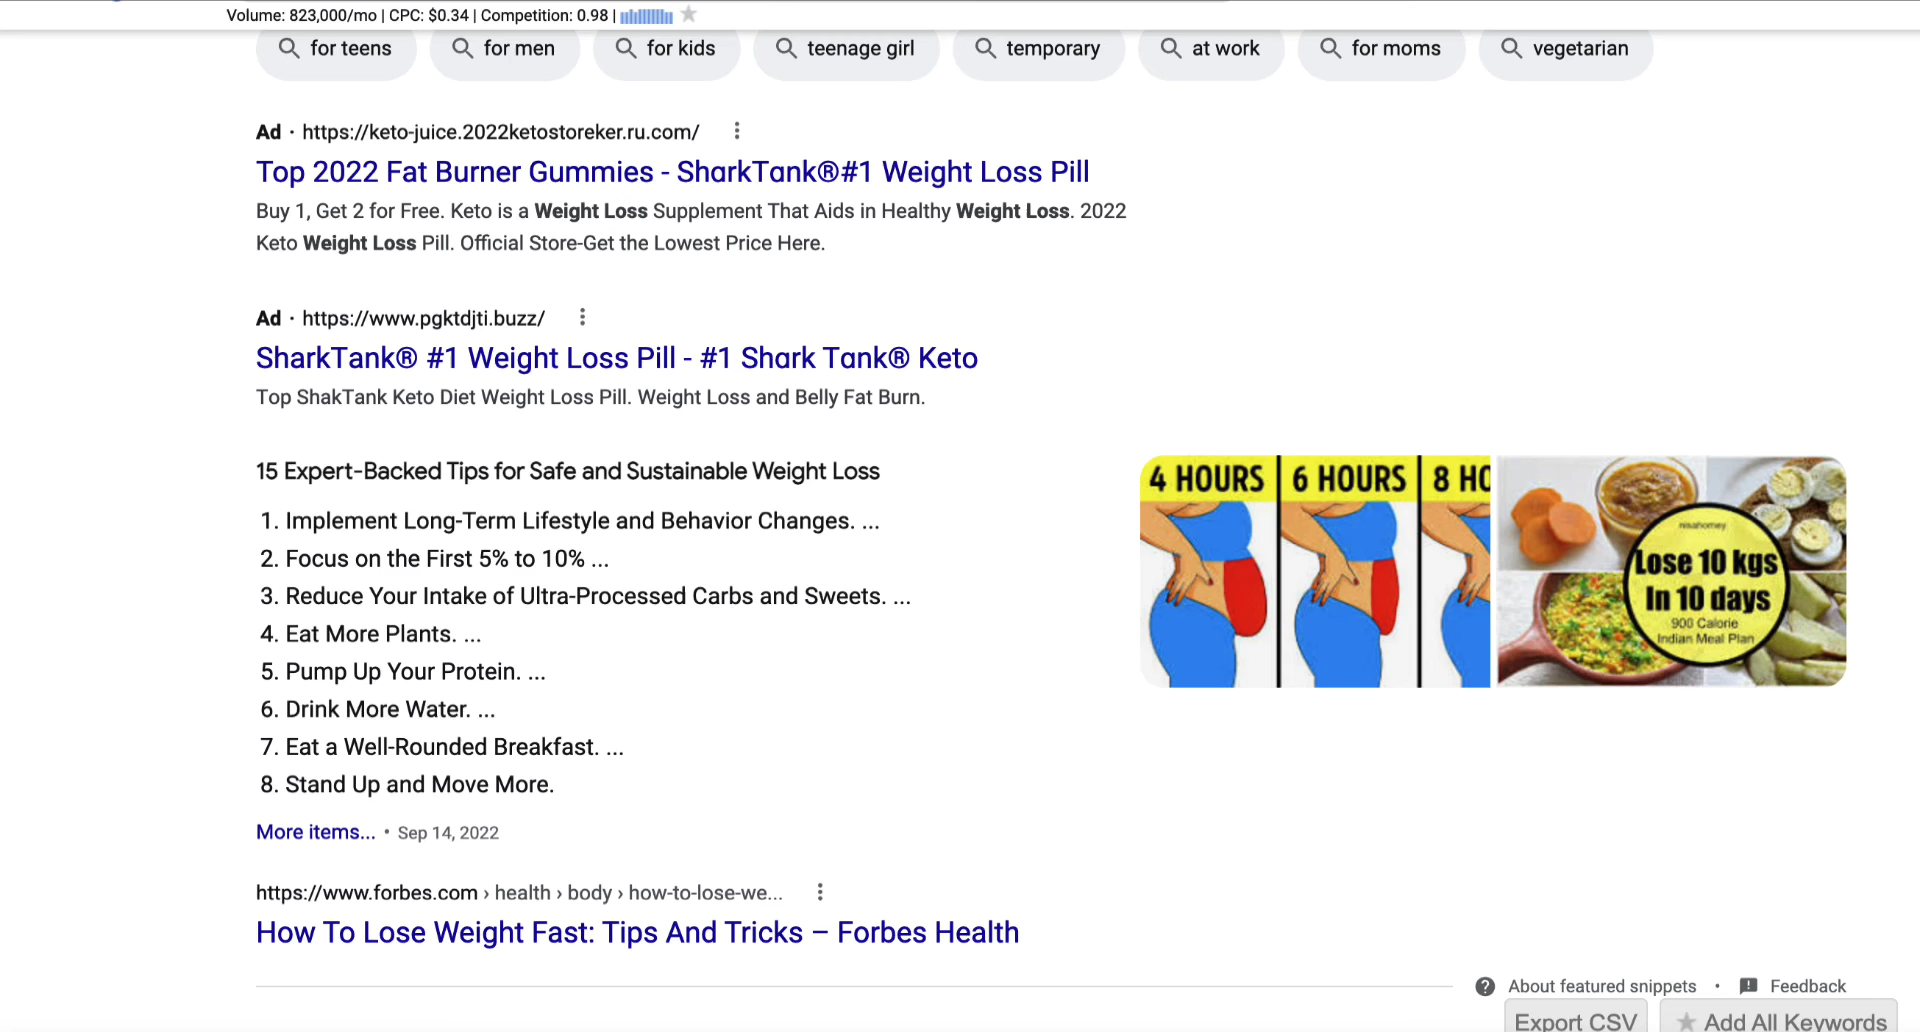 Volume: 823,000/mo | CPC: $0.34 | Competition: 0.98 |
for teens
for men
for kids
teenage girl
temporary
at work
for moms
vegetarian
Ad · https://keto-juice.2022ketostoreker.ru.com/
Top 2022 Fat Burner Gummies - SharkTank®#1 Weight Loss Pill
Buy 1, Get 2 for Free. Keto is a Weight Loss Supplement That Aids in Healthy Weight Loss. 2022
Keto Weight Loss Pill. Official Store-Get the Lowest Price Here.
Ad · https://www.pgktdjti.buzz/
SharkTank® #1 Weight Loss Pill - #1 Shark Tank® Keto
Top ShakTank Keto Diet Weight Loss Pill. Weight Loss and Belly Fat Burn.
15 Expert-Backed Tips for Safe and Sustainable Weight Loss
1. Implement Long-Term Lifestyle and Behavior Changes. ...
2. Focus on the First 5% to 10% ...
3. Reduce Your Intake of Ultra-Processed Carbs and Sweets. ...
4. Eat More Plants. ...
5. Pump Up Your Protein. ...
6. Drink More Water. ...
7. Eat a Well-Rounded Breakfast. ...
8. Stand Up and Move More.
More items... • Sep 14, 2022
4 HOURS
6 HOURS
8 HO
nisahomey
Lose 10 kgs
In 10 days
900 Calorie
Indian Meal Plan
https://www.forbes.com › health › body › how-to-lose-we...
How To Lose Weight Fast: Tips And Tricks – Forbes Health
About featured snippets • Feedback
Export CSV
Add All Keywords